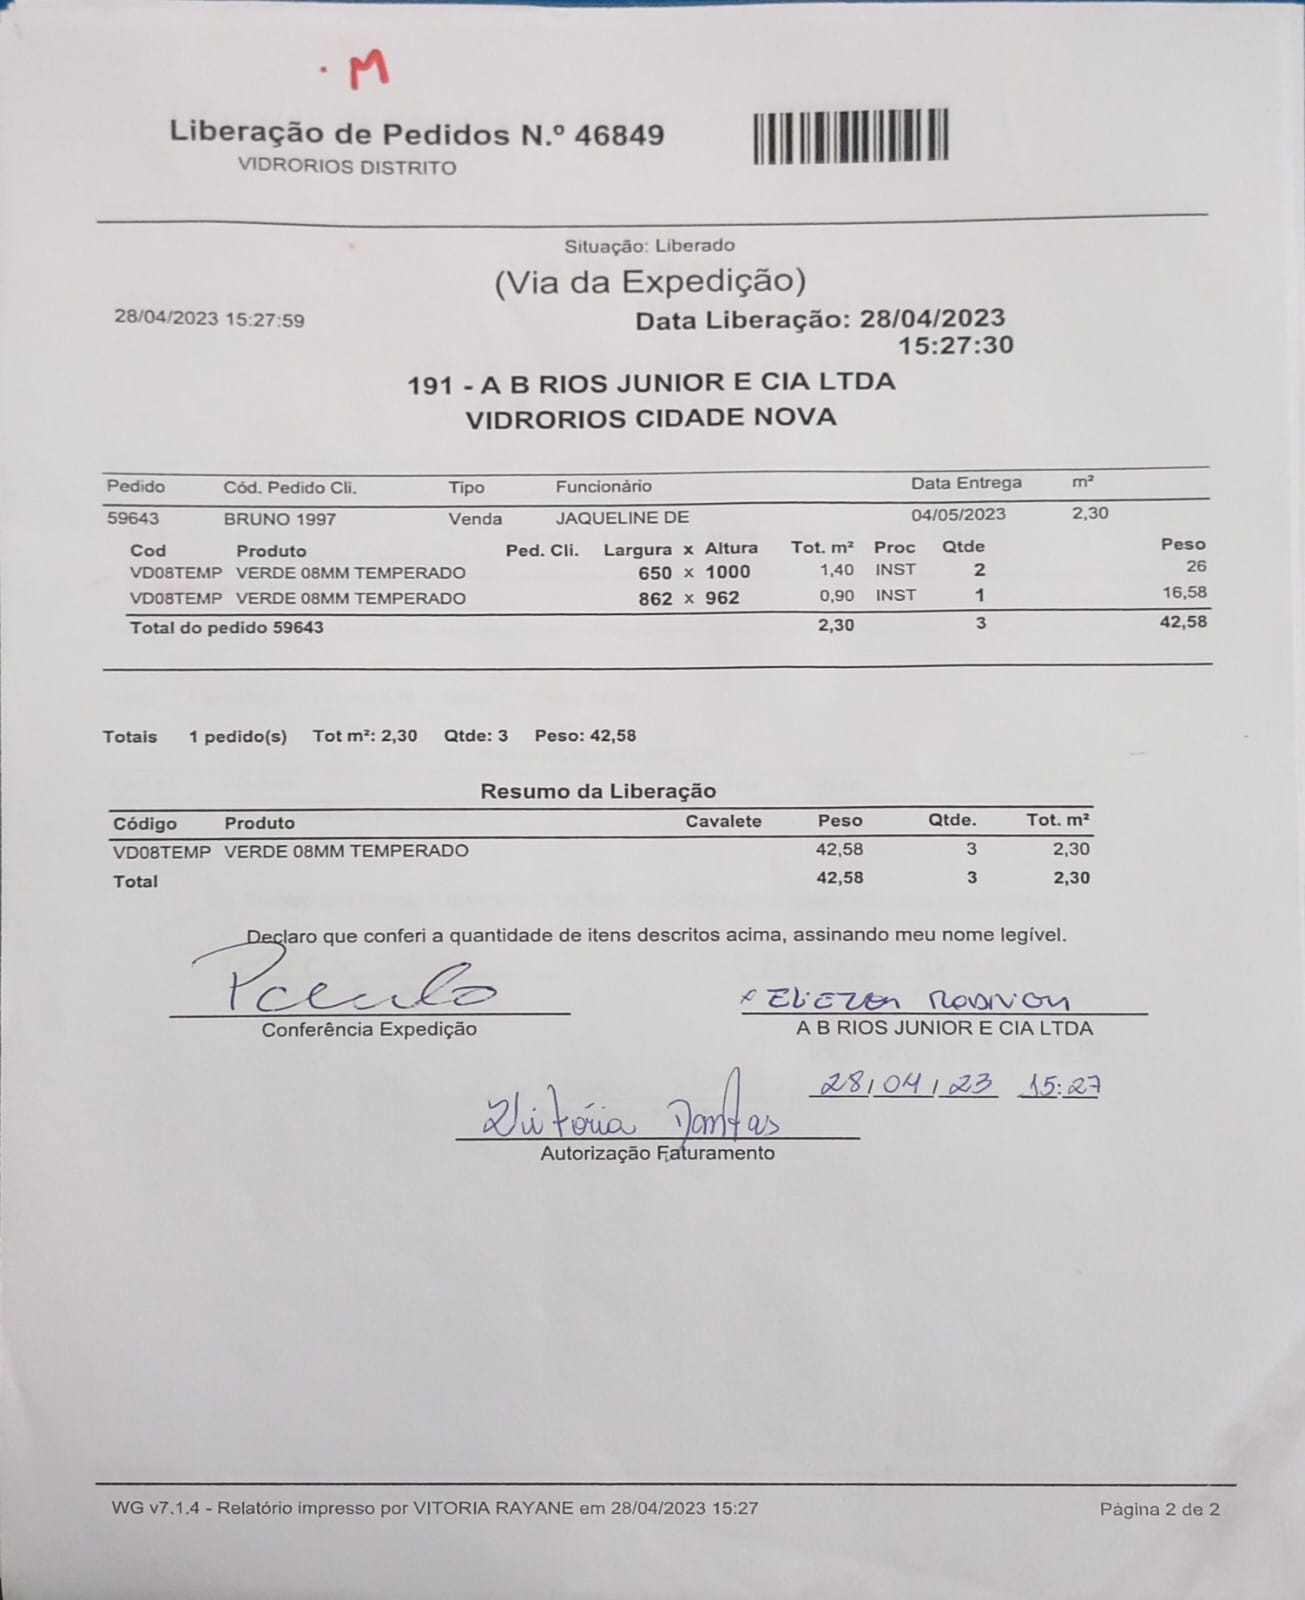 . M
Liberação de Pedidos N.º 46849
VIDRORIOS DISTRITO
Situação: Liberado
(Via da Expedição)
28/04/2023 15:27:59
Data Liberação: 28/04/2023
15:27:30
191 - A B RIOS JUNIOR E CIA LTDA
VIDRORIOS CIDADE NOVA
Pedido Cód. Pedido Cli. Tipo Funcionário Data Entrega m²
59643 BRUNO 1997 Venda JAQUELINE DE 04/05/2023 2,30
Cod Produto Ped. Cli. Largura x Altura Tot. m² Proc Qtde Peso
VD08TEMP VERDE 08MM TEMPERADO 650 x 1000 1,40 INST 2 26
VD08TEMP VERDE 08MM TEMPERADO 862 x 962 0,90 INST 1 16,58
Total do pedido 59643 2,30 3 42,58
Totais 1 pedido(s) Tot m²: 2,30 Qtde: 3 Peso: 42,58
Resumo da Liberação
Código Produto Cavalete Peso Qtde. Tot. m²
VD08TEMP VERDE 08MM TEMPERADO 42,58 3 2,30
Total 42,58 3 2,30
Declaro que conferi a quantidade de itens descritos acima, assinando meu nome legível.
Conferência Expedição
A B RIOS JUNIOR E CIA LTDA
28/04/23 15:27
Vitória Dantas
Autorização Faturamento
WG v7.1.4 - Relatório impresso por VITORIA RAYANE em 28/04/2023 15:27
Página 2 de 2